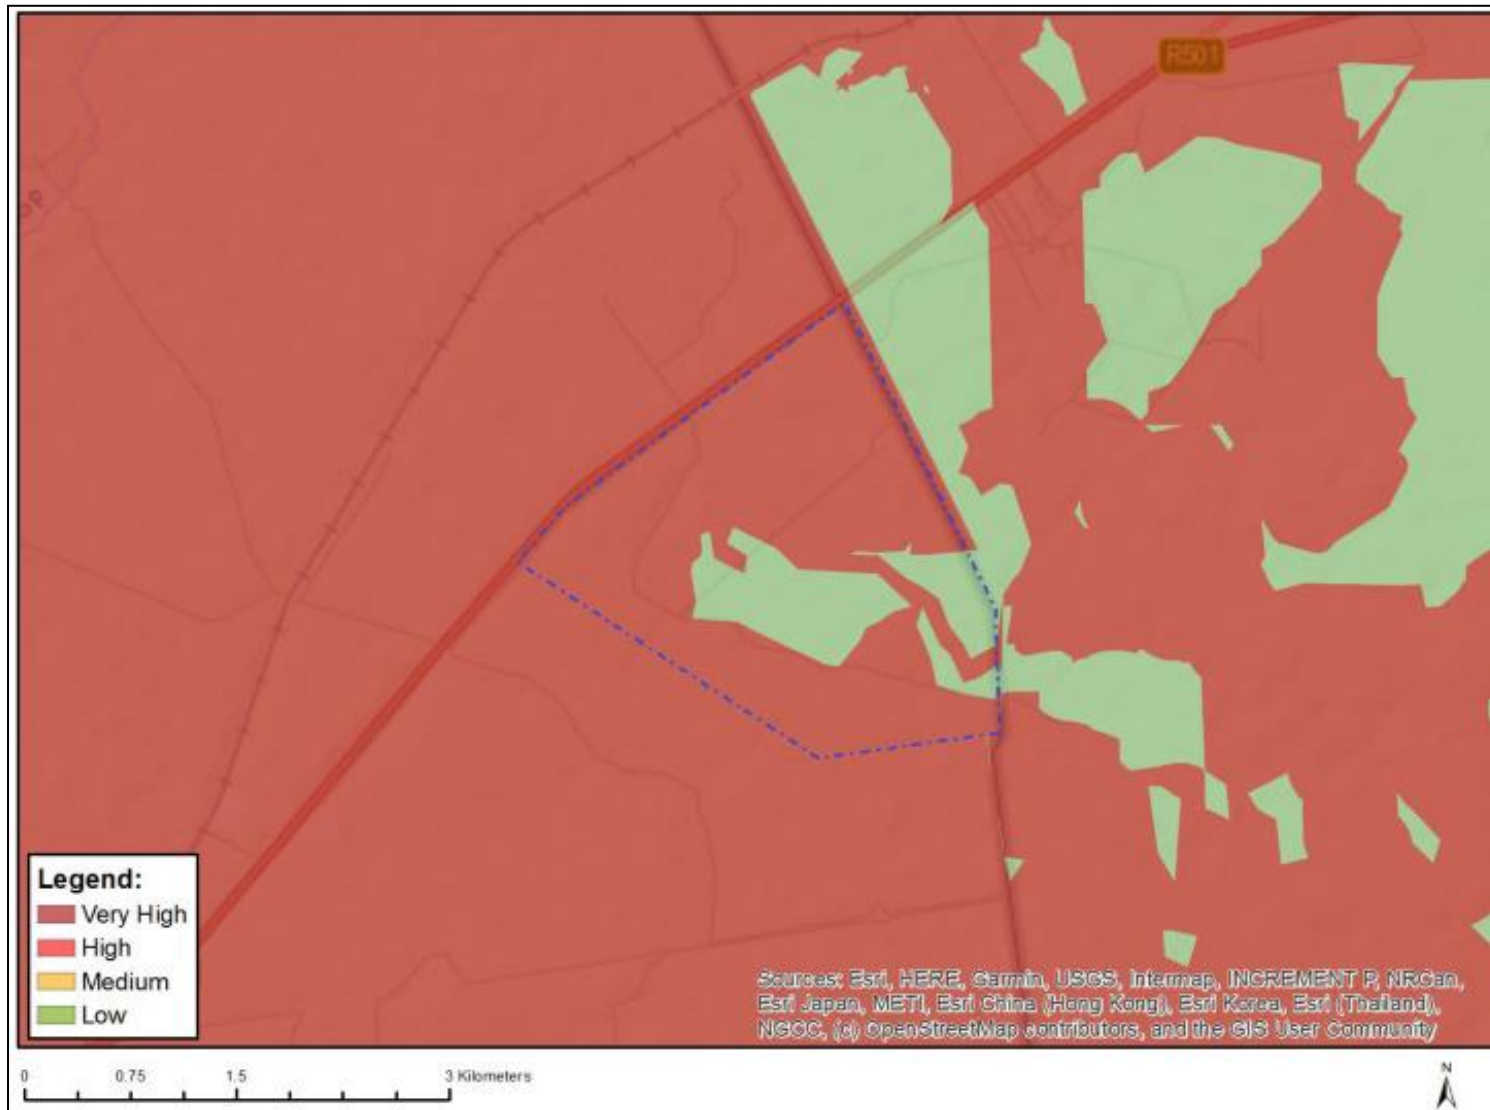 R501
Legend:
Very High
High
Medium
Low
Sources: Esri, HERE, Garmin, USGS, Intermap, INCREMENT P, NRCan,
Esri Japan, METI, Esri China (Hong Kong), Esri Korea, Esri (Thailand),
NGCC, (c) OpenStreetMap contributors, and the GIS User Community
0 0.75 1.5 3 Kilometers
N